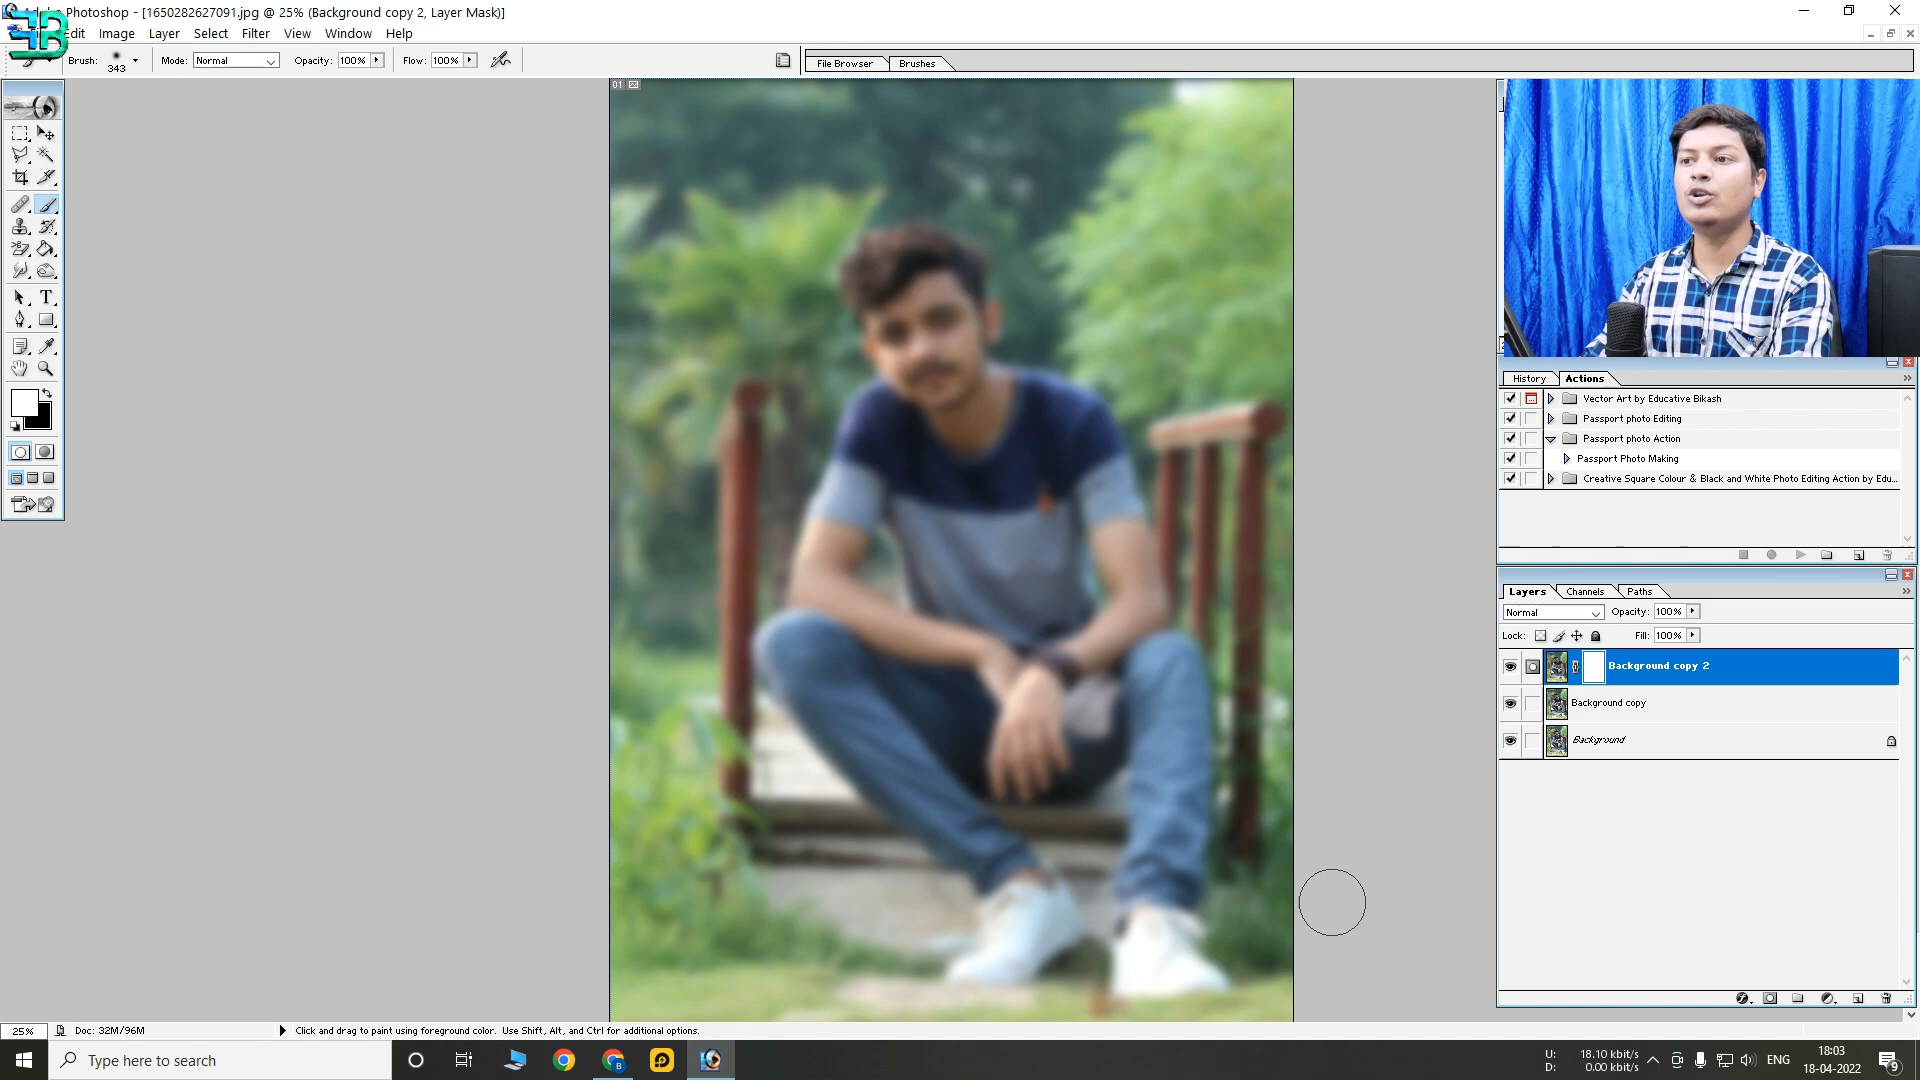 Photoshop - [1650282627091.jpg @ 25% (Background copy 2, Layer Mask)]
Edit Image Layer Select Filter View Window Help
Brush: 343 Mode: Normal Opacity: 100% Flow: 100% File Browser Brushes
01
T
History Actions
Vector Art by Educative Bikash
Passport photo Editing
Passport photo Action
Passport Photo Making
Creative Square Colour & Black and White Photo Editing Action by Edu...
Layers Channels Paths
Normal Opacity: 100%
Lock: Fill: 100%
Background copy 2
Background copy
Background
25% Doc: 32M/96M Click and drag to paint using foreground color. Use Shift, Alt, and Ctrl for additional options.
Type here to search
U: 18.10 kbit/s
D: 0.00 kbit/s
ENG
18:03
18-04-2022
9